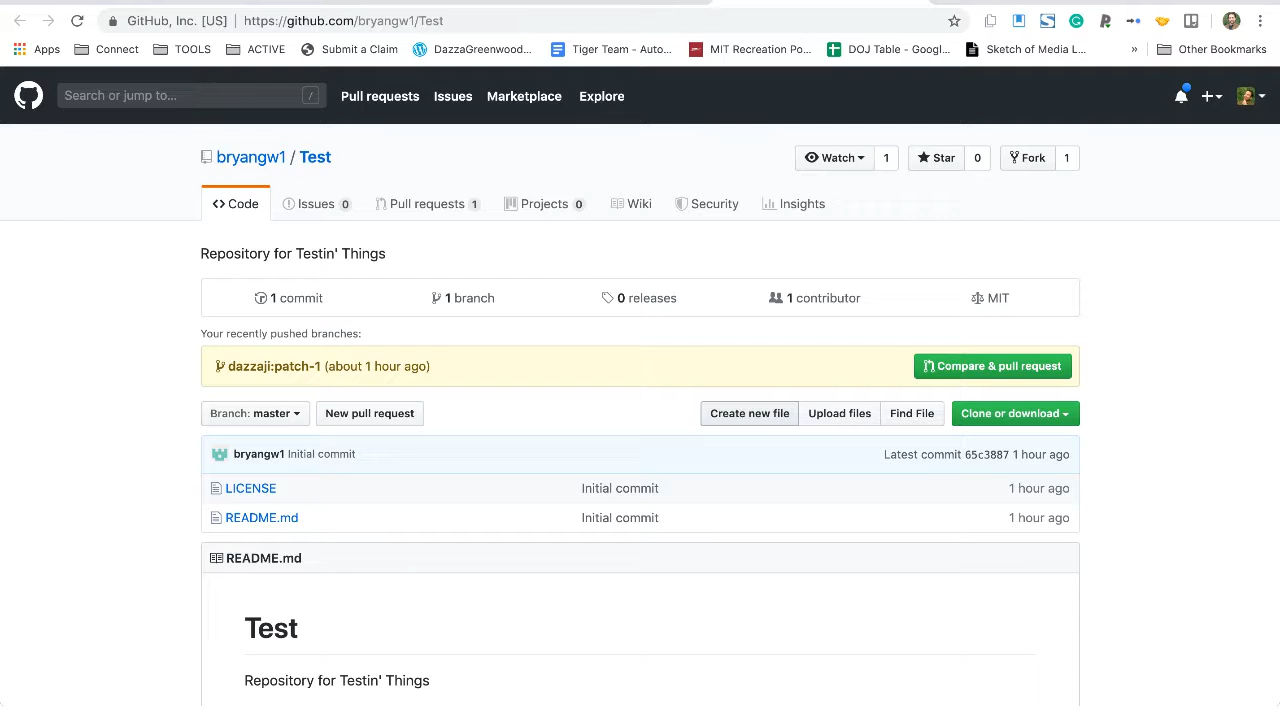 GitHub, Inc. [US] | https://github.com/bryangw1/Test
Apps Connect TOOLS ACTIVE Submit a Claim DazzaGreenwood... Tiger Team - Auto... MIT Recreation Po... DOJ Table - Googl... Sketch of Media L... » Other Bookmarks
Search or jump to... / Pull requests Issues Marketplace Explore
bryangw1 / Test Watch 1 Star 0 Fork 1
Code Issues 0 Pull requests 1 Projects 0 Wiki Security Insights
Repository for Testin' Things
1 commit 1 branch 0 releases 1 contributor MIT
Your recently pushed branches:
dazzaji:patch-1 (about 1 hour ago) Compare & pull request
Branch: master New pull request Create new file Upload files Find File Clone or download
bryangw1 Initial commit Latest commit 65c3887 1 hour ago
LICENSE Initial commit 1 hour ago
README.md Initial commit 1 hour ago
README.md
Test
Repository for Testin' Things